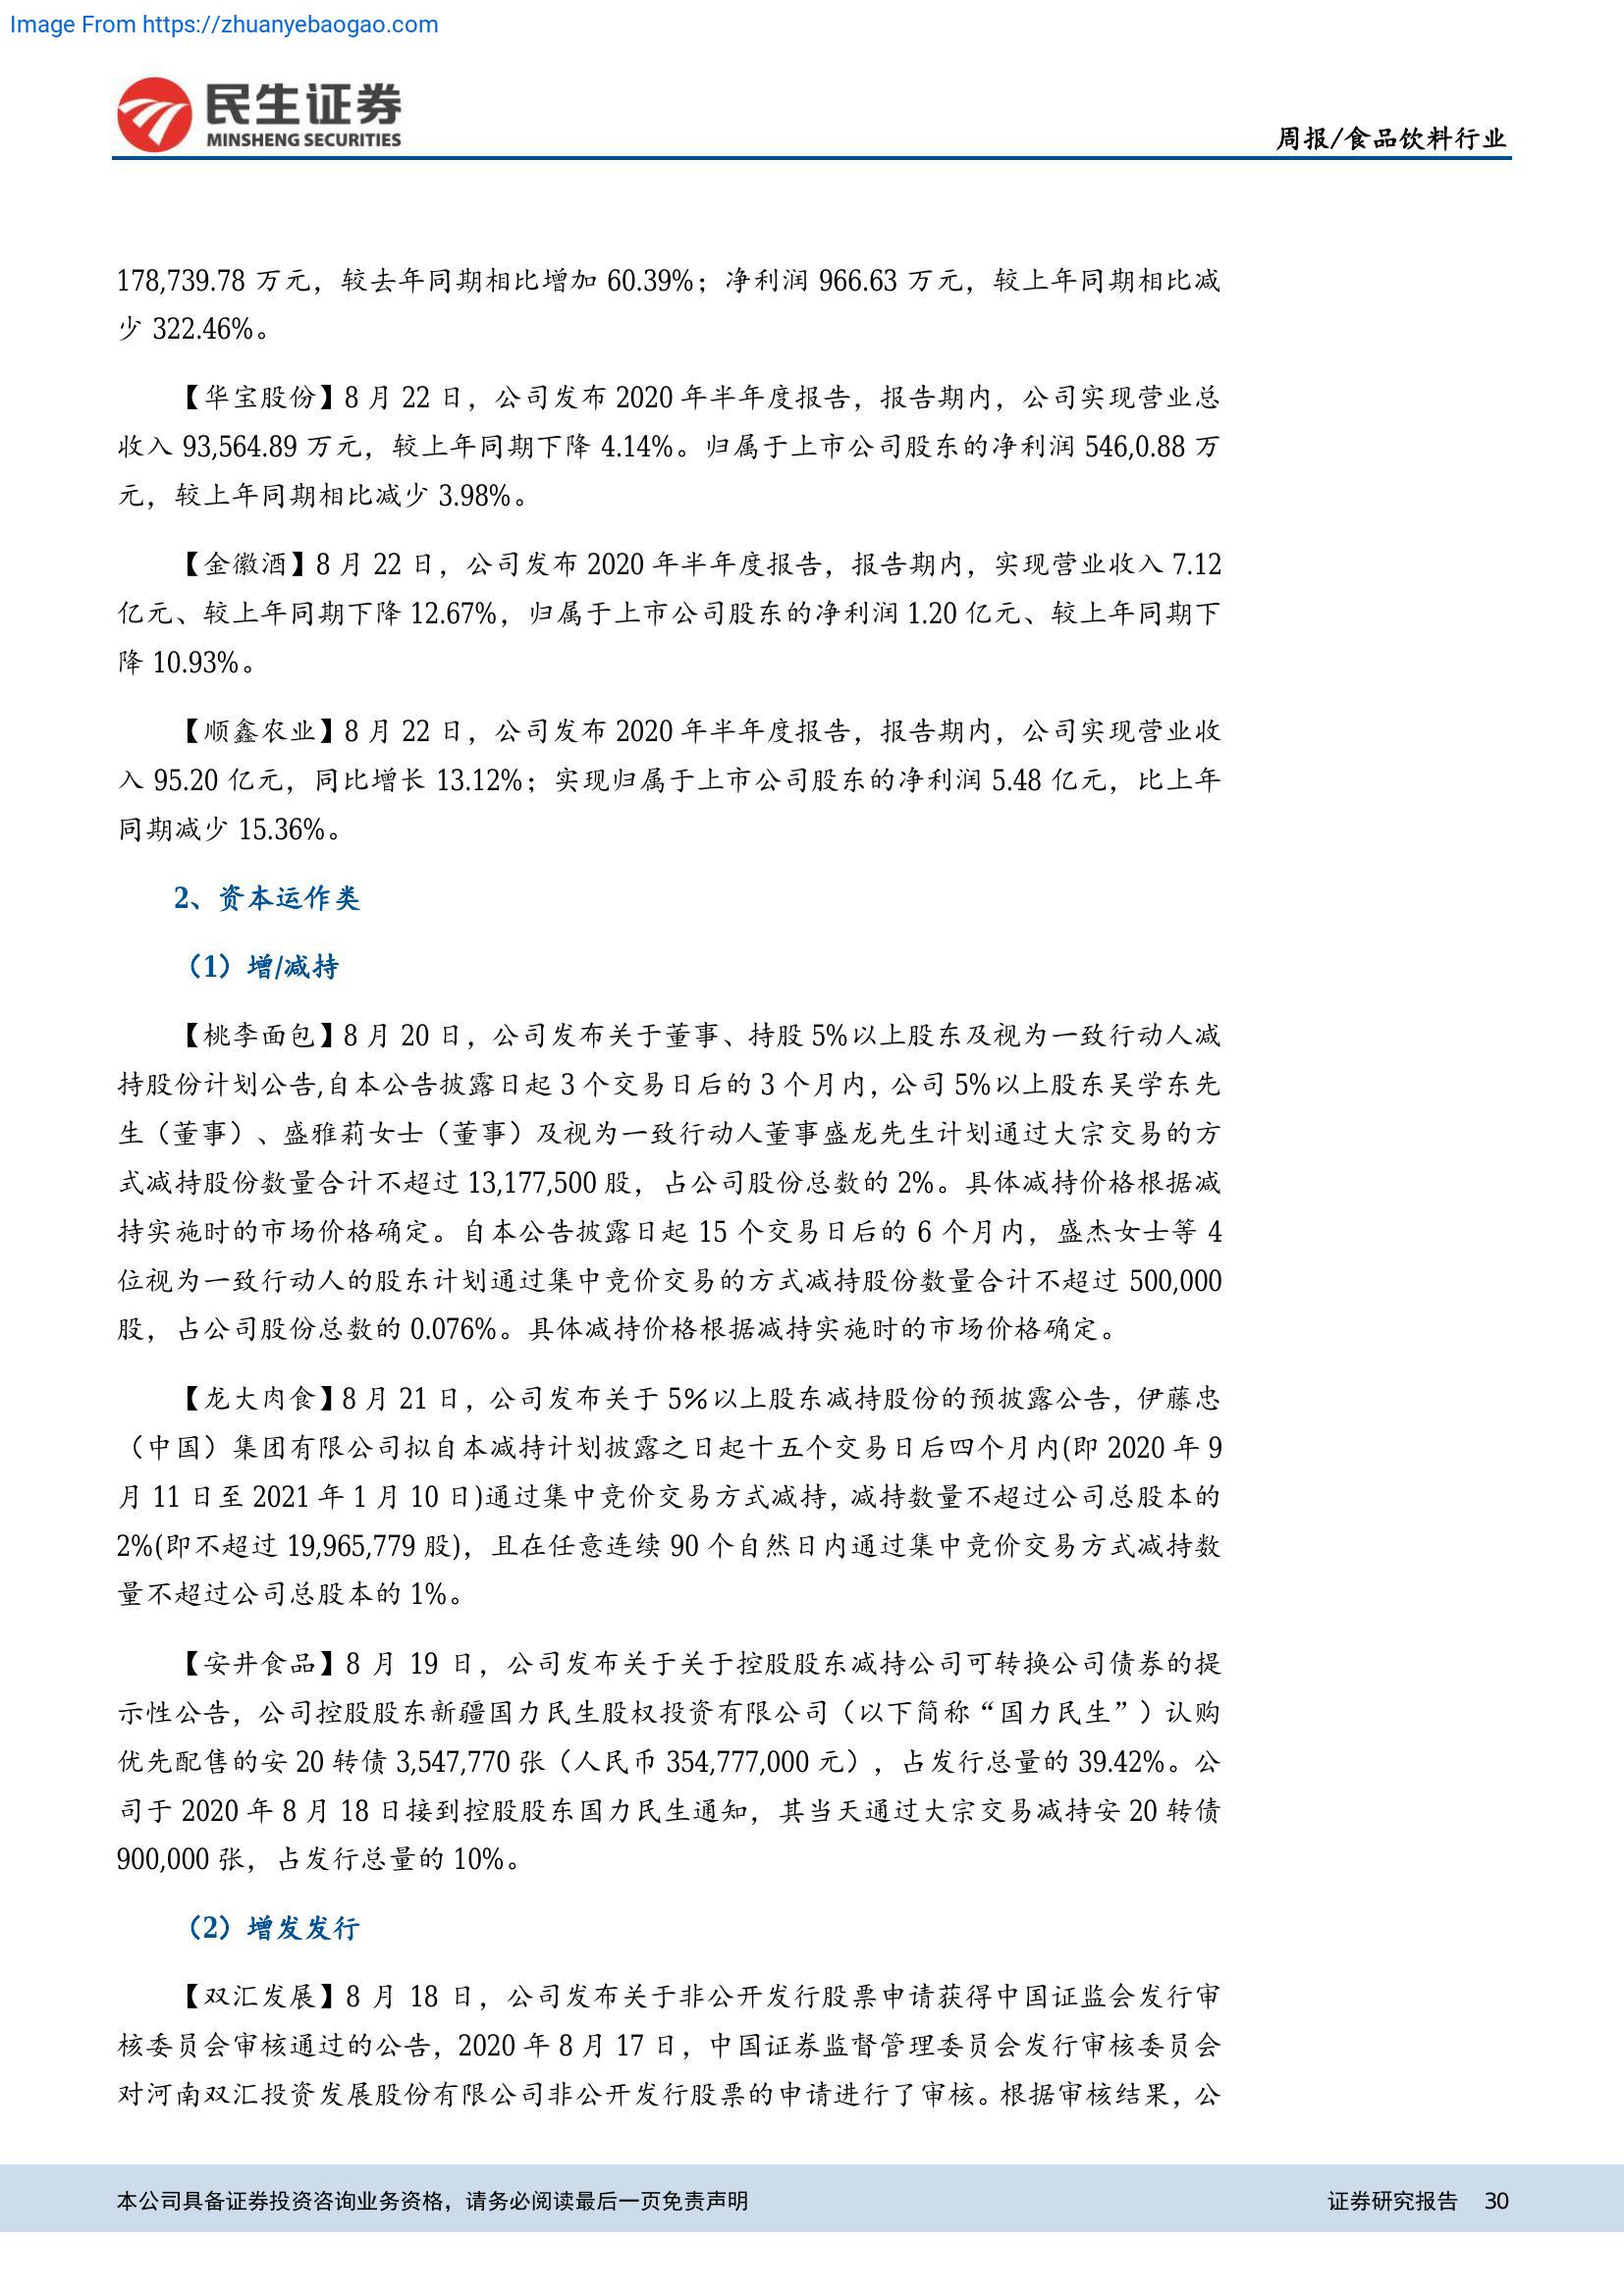 Image From https://zhuanyebaogao.com
民生证券
MINSHENG SECURITIES
周报/食品饮料行业
178,739.78 万元，较去年同期相比增加 60.39%；净利润 966.63 万元，较上年同期相比减
少 322.46%。
【华宝股份】8 月 22 日，公司发布 2020 年半年度报告，报告期内，公司实现营业总
收入 93,564.89 万元，较上年同期下降 4.14%。归属于上市公司股东的净利润 546,0.88 万
元，较上年同期相比减少 3.98%。
【金徽酒】8 月 22 日，公司发布 2020 年半年度报告，报告期内，实现营业收入 7.12
亿元、较上年同期下降 12.67%，归属于上市公司股东的净利润 1.20 亿元、较上年同期下
降 10.93%。
【顺鑫农业】8 月 22 日，公司发布 2020 年半年度报告，报告期内，公司实现营业收
入 95.20 亿元，同比增长 13.12%；实现归属于上市公司股东的净利润 5.48 亿元，比上年
同期减少 15.36%。
2、资本运作类
（1）增/减持
【桃李面包】8 月 20 日，公司发布关于董事、持股 5%以上股东及视为一致行动人减
持股份计划公告,自本公告披露日起 3 个交易日后的 3 个月内，公司 5%以上股东吴学东先
生（董事）、盛雅莉女士（董事）及视为一致行动人董事盛龙先生计划通过大宗交易的方
式减持股份数量合计不超过 13,177,500 股，占公司股份总数的 2%。具体减持价格根据减
持实施时的市场价格确定。自本公告披露日起 15 个交易日后的 6 个月内，盛杰女士等 4
位视为一致行动人的股东计划通过集中竞价交易的方式减持股份数量合计不超过 500,000
股，占公司股份总数的 0.076%。具体减持价格根据减持实施时的市场价格确定。
【龙大肉食】8 月 21 日，公司发布关于 5%以上股东减持股份的预披露公告，伊藤忠
（中国）集团有限公司拟自本减持计划披露之日起十五个交易日后四个月内(即 2020 年 9
月 11 日至 2021 年 1 月 10 日)通过集中竞价交易方式减持，减持数量不超过公司总股本的
2%(即不超过 19,965,779 股)，且在任意连续 90 个自然日内通过集中竞价交易方式减持数
量不超过公司总股本的 1%。
【安井食品】8 月 19 日，公司发布关于关于控股股东减持公司可转换公司债券的提
示性公告，公司控股股东新疆国力民生股权投资有限公司（以下简称“国力民生”）认购
优先配售的安 20 转债 3,547,770 张（人民币 354,777,000 元），占发行总量的 39.42%。公
司于 2020 年 8 月 18 日接到控股股东国力民生通知，其当天通过大宗交易减持安 20 转债
900,000 张，占发行总量的 10%。
（2）增发发行
【双汇发展】8 月 18 日，公司发布关于非公开发行股票申请获得中国证监会发行审
核委员会审核通过的公告，2020 年 8 月 17 日，中国证券监督管理委员会发行审核委员会
对河南双汇投资发展股份有限公司非公开发行股票的申请进行了审核。根据审核结果，公
本公司具备证券投资咨询业务资格，请务必阅读最后一页免责声明
证券研究报告 30